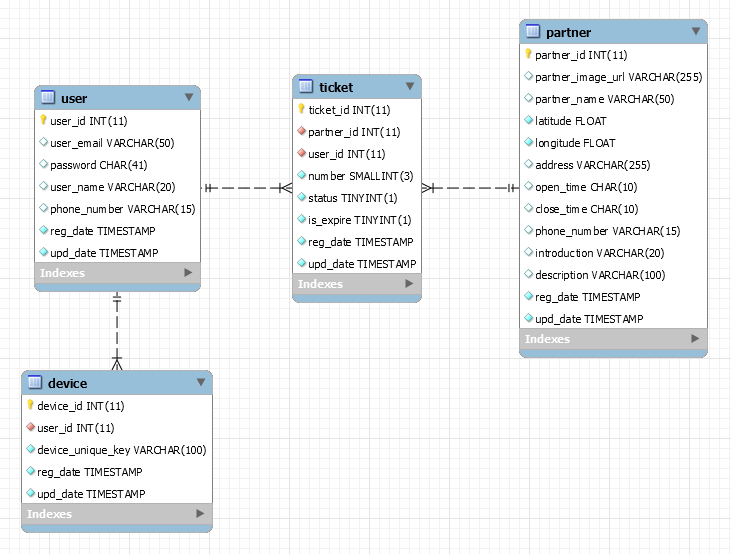 user
user_id INT(11)
user_email VARCHAR(50)
password CHAR(41)
user_name VARCHAR(20)
phone_number VARCHAR(15)
reg_date TIMESTAMP
upd_date TIMESTAMP
Indexes
ticket
ticket_id INT(11)
partner_id INT(11)
user_id INT(11)
number SMALLINT(3)
status TINYINT(1)
is_expire TINYINT(1)
reg_date TIMESTAMP
upd_date TIMESTAMP
Indexes
partner
partner_id INT(11)
partner_image_url VARCHAR(255)
partner_name VARCHAR(50)
latitude FLOAT
longitude FLOAT
address VARCHAR(255)
open_time CHAR(10)
close_time CHAR(10)
phone_number VARCHAR(15)
introduction VARCHAR(20)
description VARCHAR(100)
reg_date TIMESTAMP
upd_date TIMESTAMP
Indexes
device
device_id INT(11)
user_id INT(11)
device_unique_key VARCHAR(100)
reg_date TIMESTAMP
upd_date TIMESTAMP
Indexes